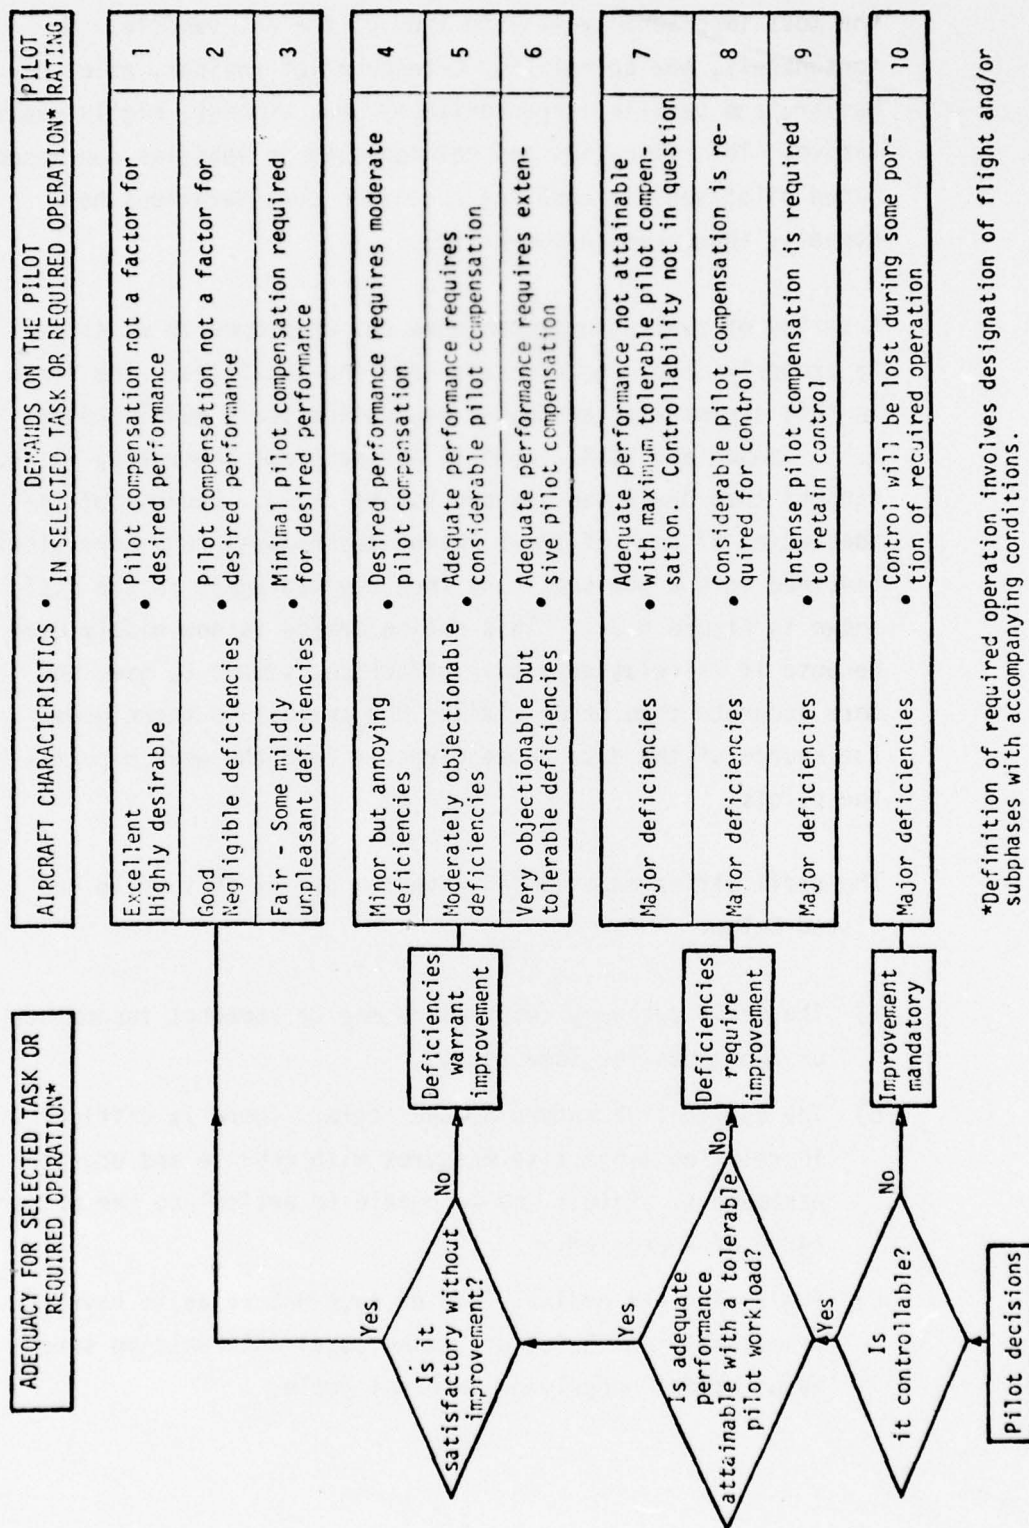 ADEQUACY FOR SELECTED TASK OR
REQUIRED OPERATION*
AIRCRAFT CHARACTERISTICS
DEMANDS ON THE PILOT
• IN SELECTED TASK OR REQUIRED OPERATION*
PILOT
RATING
Excellent
Highly desirable
• Pilot compensation not a factor for
desired performance
1
Good
Negligible deficiencies
• Pilot compensation not a factor for
desired performance
2
Fair - Some mildly
unpleasant deficiencies
• Minimal pilot compensation required
for desired performance
3
Minor but annoying
deficiencies
• Desired performance requires moderate
pilot compensation
4
Moderately objectionable
deficiencies
• Adequate performance requires
considerable pilot compensation
5
Very objectionable but
tolerable deficiencies
• Adequate performance requires exten-
sive pilot compensation
6
Major deficiencies
Adequate performance not attainable
• with maximum tolerable pilot compen-
sation. Controllability not in question
7
Major deficiencies
• Considerable pilot compensation is re-
quired for control
8
Major deficiencies
• Intense pilot compensation is required
to retain control
9
Major deficiencies
• Control will be lost during some por-
tion of required operation
10
Yes
Is it
satisfactory without
improvement?
No
Deficiencies
warrant
improvement
Yes
Is adequate
performance
attainable with a tolerable
pilot workload?
No
Deficiencies
require
improvement
Yes
Is
it controllable?
No
Improvement
mandatory
Pilot decisions
*Definition of required operation involves designation of flight and/or
subphases with accompanying conditions.